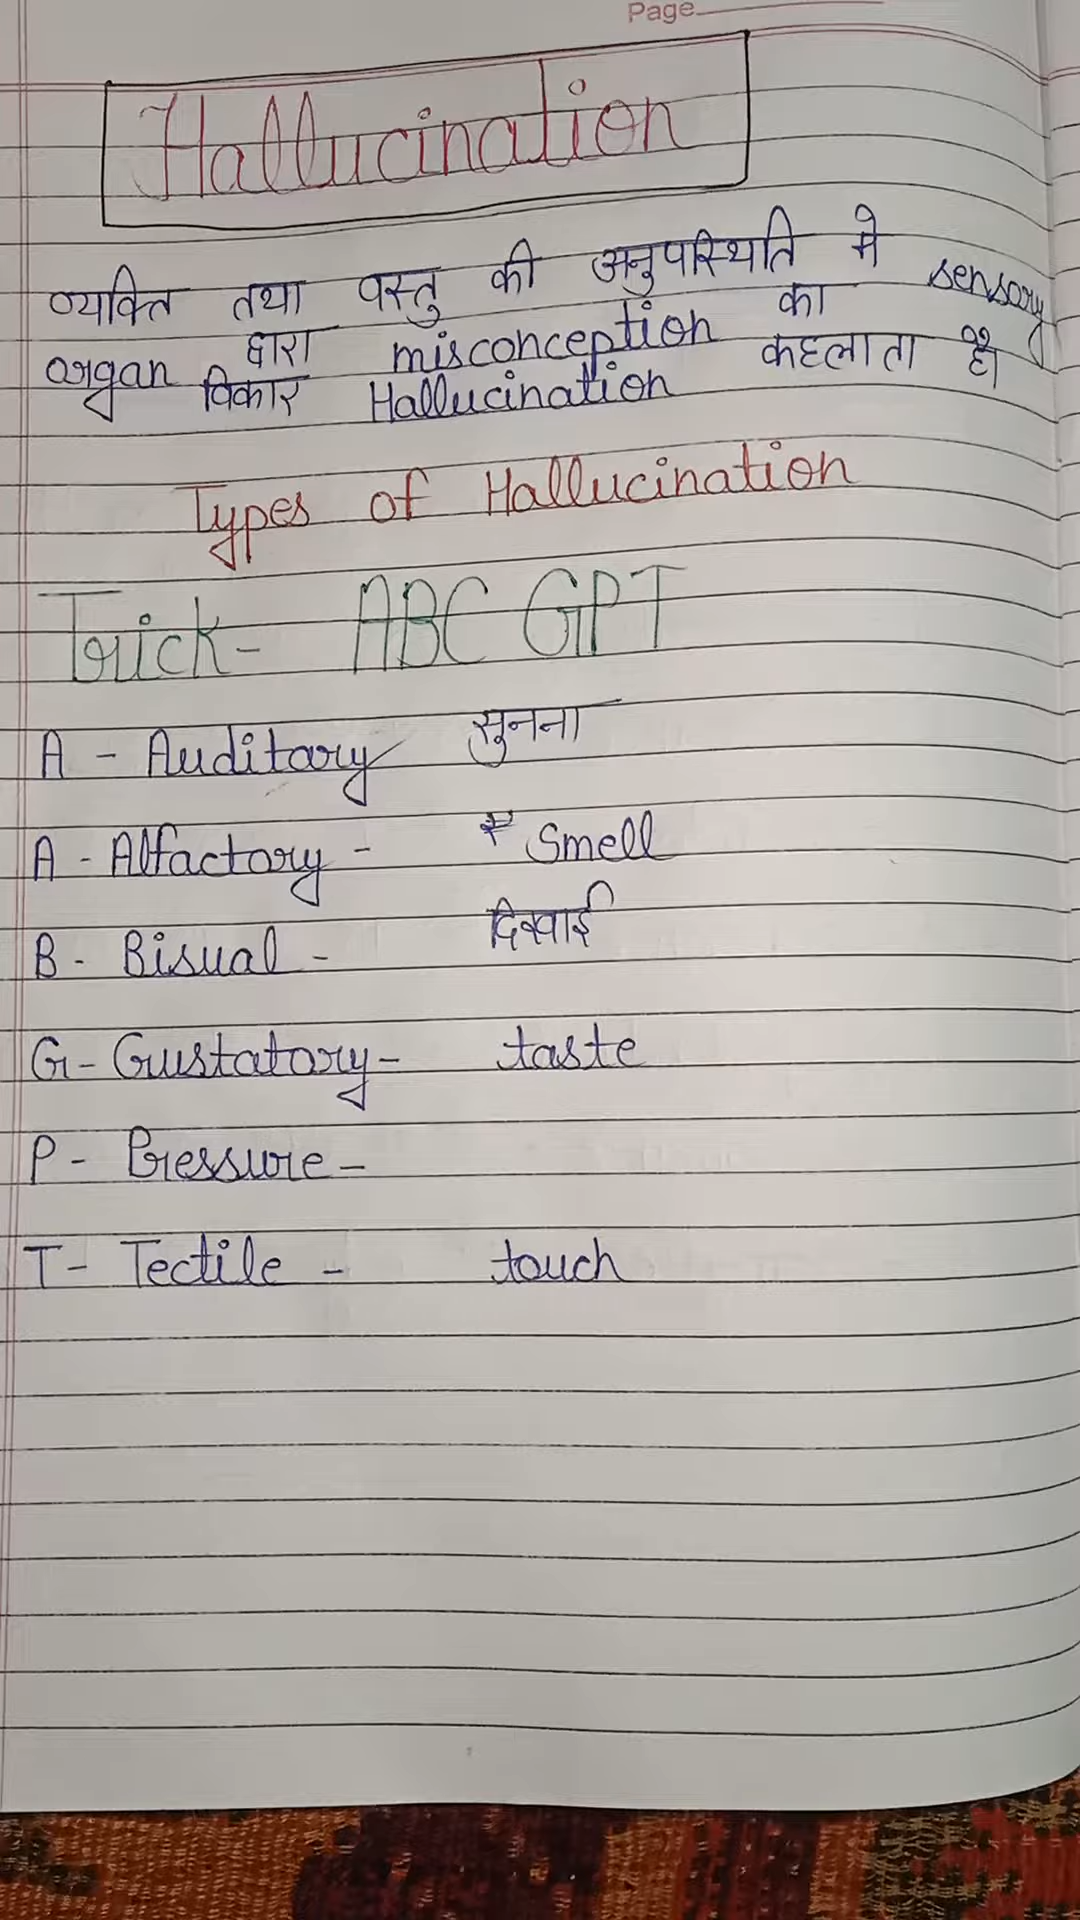 Page
Hallucination
व्यक्ति तथा वस्तु की अनुपस्थिति मे sensory
organ द्वारा misconception का
विकार Hallucination कहलाता है।
Types of Hallucination
Trick- ABC GPT
A - Auditory सुनना
A - Alfactory - Smell
B - Bisual - दिखाई
G - Gustatory - taste
P - Pressure -
T - Tectile - touch